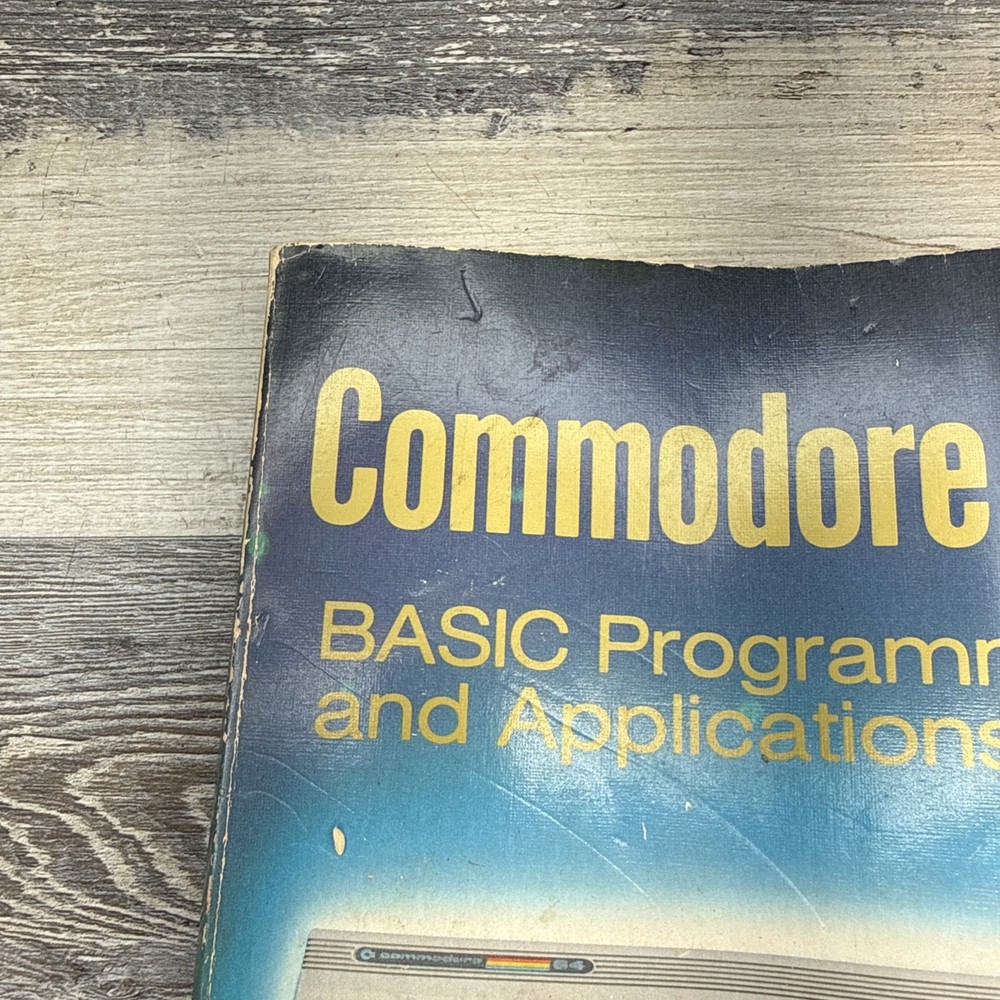 Commodore
BASIC Programm
and Applications
commodore 64